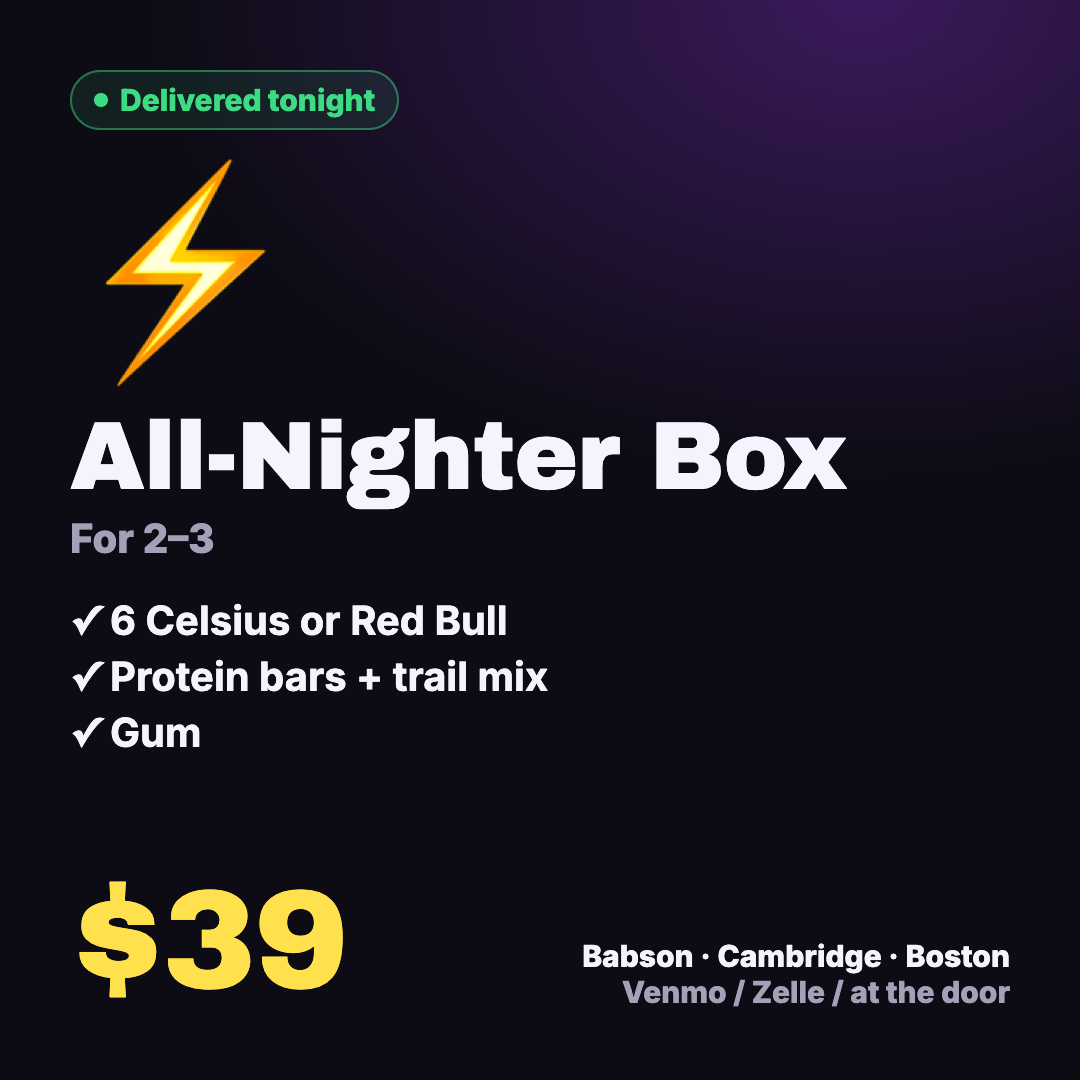 Delivered tonight
All-Nighter Box
For 2–3
✓ 6 Celsius or Red Bull
✓ Protein bars + trail mix
✓ Gum
$39
Babson · Cambridge · Boston
Venmo / Zelle / at the door